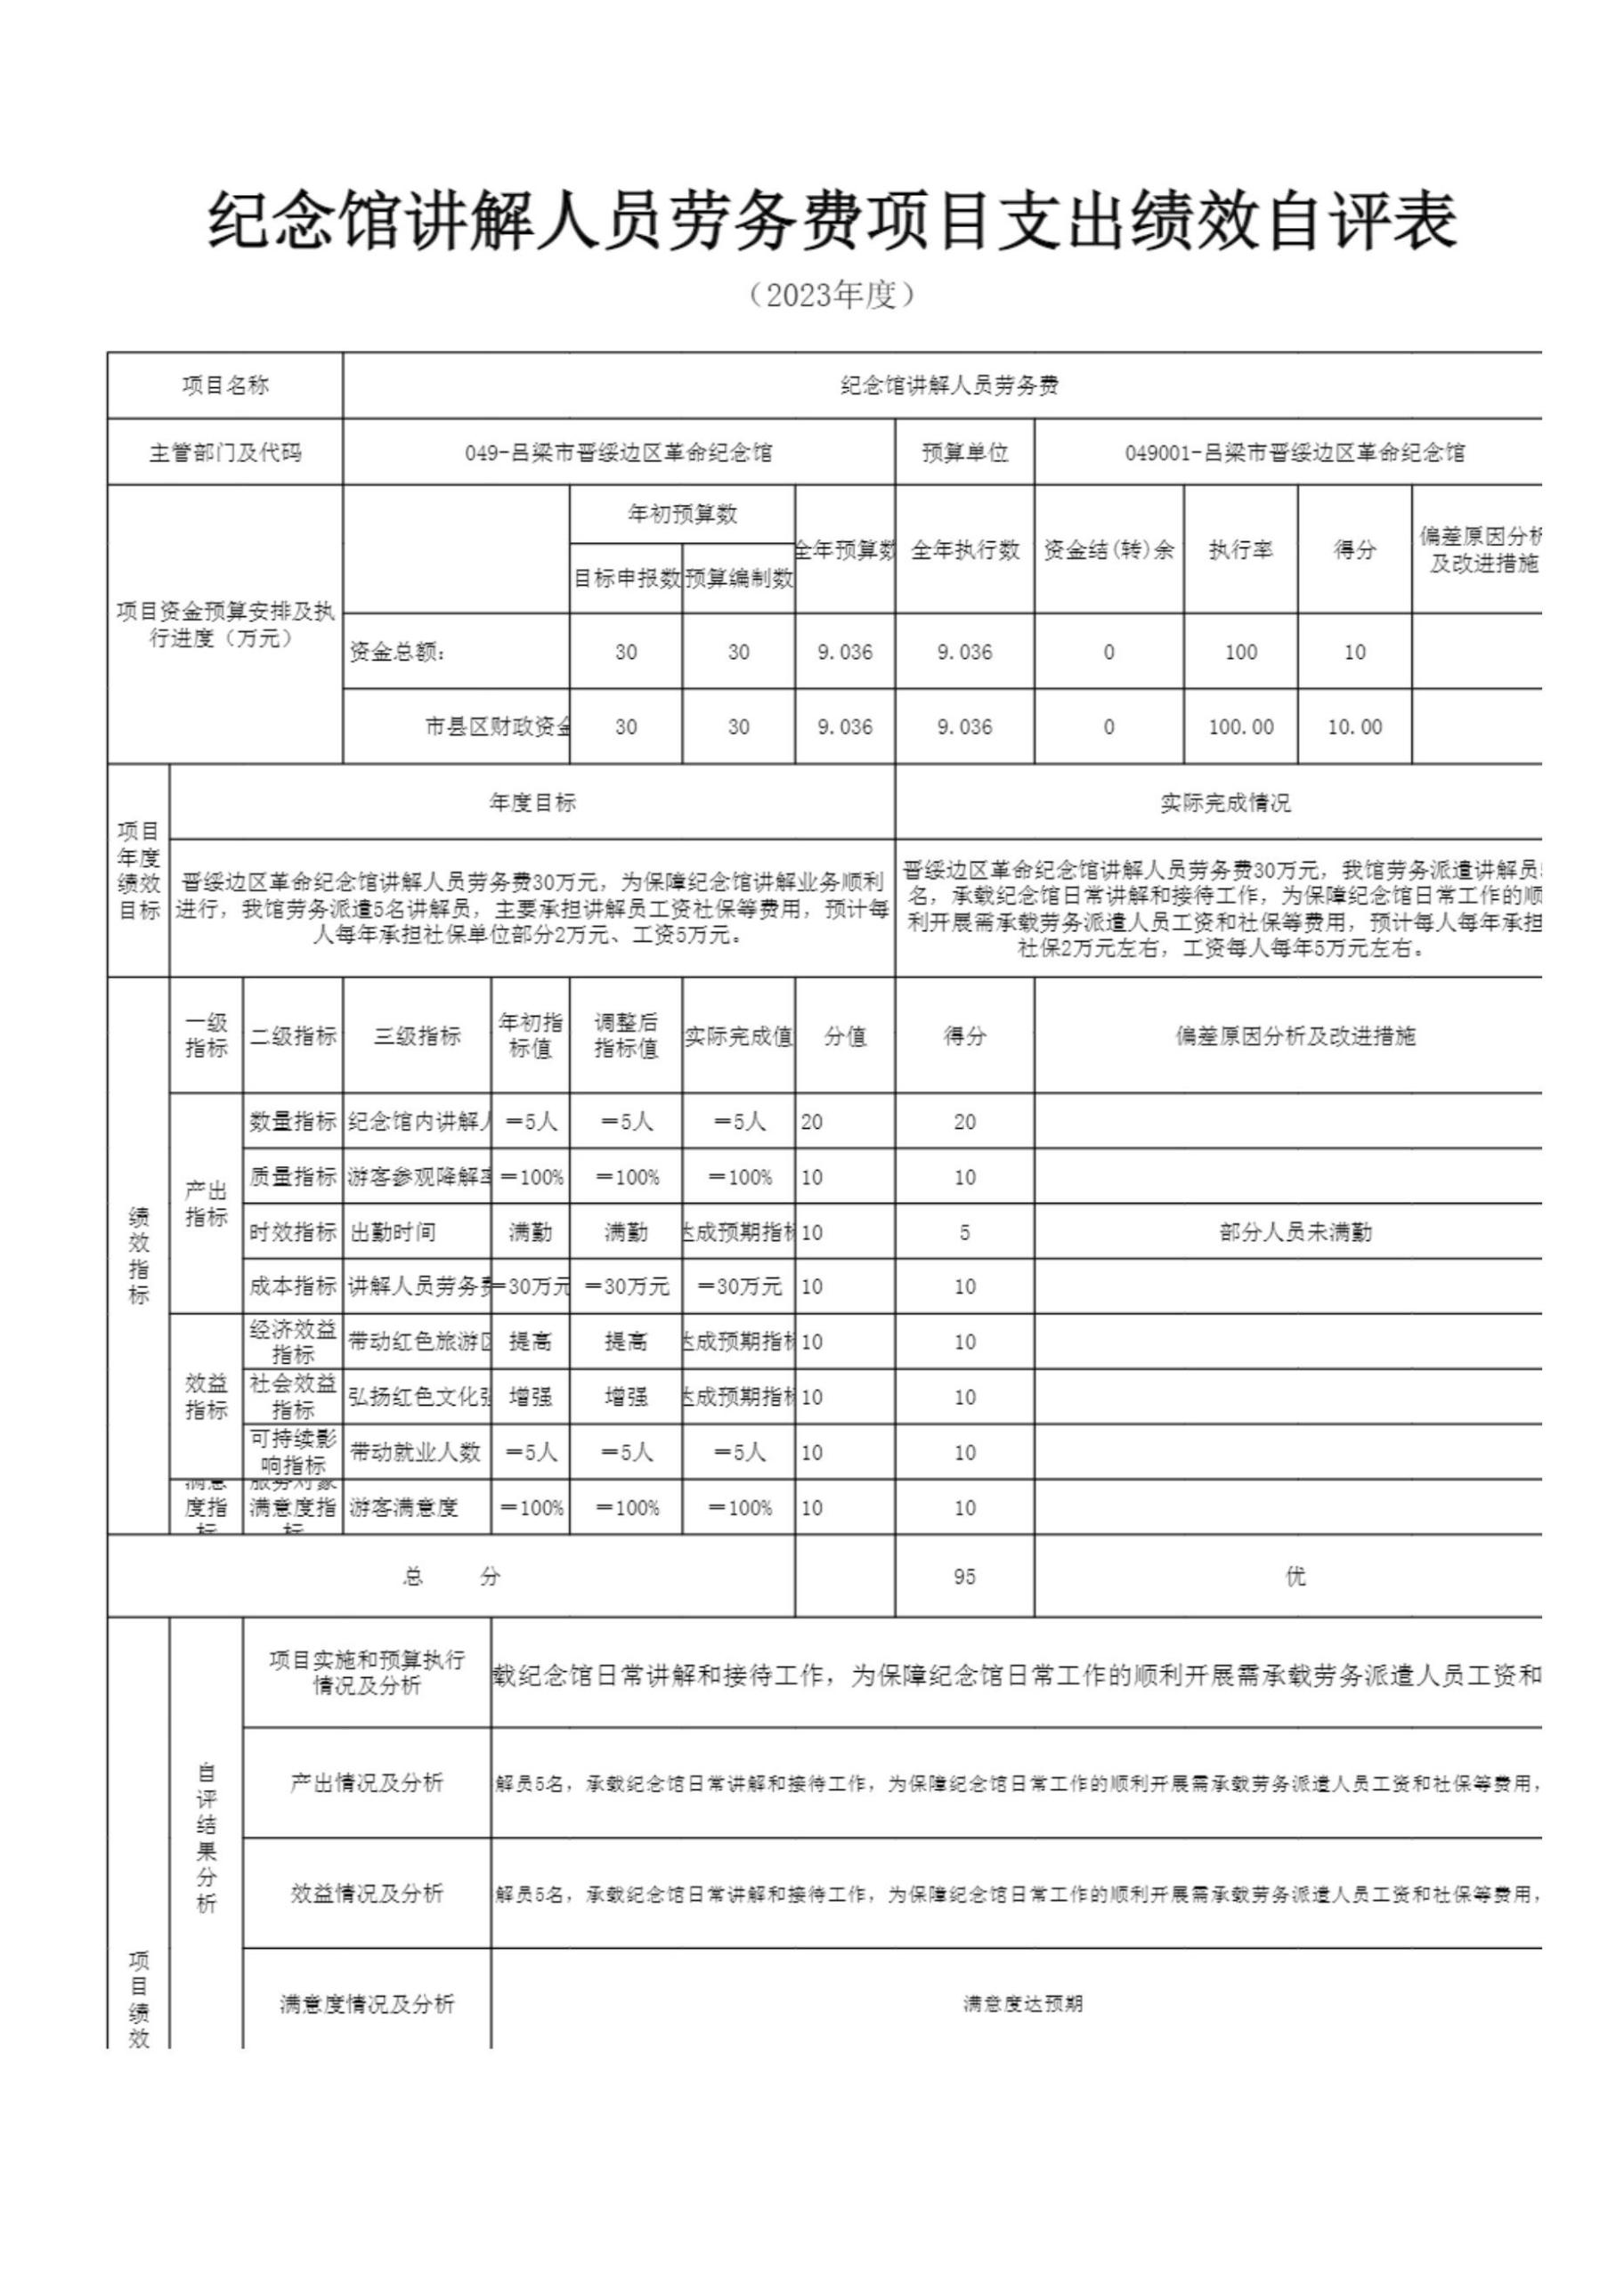 纪念馆讲解人员劳务费项目支出绩效自评表
（2023年度）
项目名称
纪念馆讲解人员劳务费
主管部门及代码
049-吕梁市晋绥边区革命纪念馆
预算单位
049001-吕梁市晋绥边区革命纪念馆
项目资金预算安排及执
行进度（万元）
年初预算数
目标申报数
预算编制数
全年预算数
全年执行数
资金结(转)余
执行率
得分
偏差原因分析
及改进措施
资金总额：
30
30
9.036
9.036
0
100
10
市县区财政资金
30
30
9.036
9.036
0
100.00
10.00
项目
年度
绩效
目标
年度目标
实际完成情况
晋绥边区革命纪念馆讲解人员劳务费30万元，为保障纪念馆讲解业务顺利
进行，我馆劳务派遣5名讲解员，主要承担讲解员工资社保等费用，预计每
人每年承担社保单位部分2万元、工资5万元。
晋绥边区革命纪念馆讲解人员劳务费30万元，我馆劳务派遣讲解员
名，承载纪念馆日常讲解和接待工作，为保障纪念馆日常工作的顺
利开展需承载劳务派遣人员工资和社保等费用，预计每人每年承担
社保2万元左右，工资每人每年5万元左右。
绩
效
指
标
一级
指标
二级指标
三级指标
年初指
标值
调整后
指标值
实际完成值
分值
得分
偏差原因分析及改进措施
产出
指标
数量指标
纪念馆内讲解人
＝5人
＝5人
＝5人
20
20
质量指标
游客参观降解率
＝100%
＝100%
＝100%
10
10
时效指标
出勤时间
满勤
满勤
达成预期指标
10
5
部分人员未满勤
成本指标
讲解人员劳务费
＝30万元
＝30万元
＝30万元
10
10
效益
指标
经济效益
指标
带动红色旅游区
提高
提高
达成预期指标
10
10
社会效益
指标
弘扬红色文化强
增强
增强
达成预期指标
10
10
可持续影
响指标
带动就业人数
＝5人
＝5人
＝5人
10
10
满意
度指
标
服务对象
满意度指
标
游客满意度
＝100%
＝100%
＝100%
10
10
总 分
95
优
项
目
绩
效
自
评
结
果
分
析
项目实施和预算执行
情况及分析
载纪念馆日常讲解和接待工作，为保障纪念馆日常工作的顺利开展需承载劳务派遣人员工资和
产出情况及分析
解员5名，承载纪念馆日常讲解和接待工作，为保障纪念馆日常工作的顺利开展需承载劳务派遣人员工资和社保等费用，
效益情况及分析
解员5名，承载纪念馆日常讲解和接待工作，为保障纪念馆日常工作的顺利开展需承载劳务派遣人员工资和社保等费用，
满意度情况及分析
满意度达预期